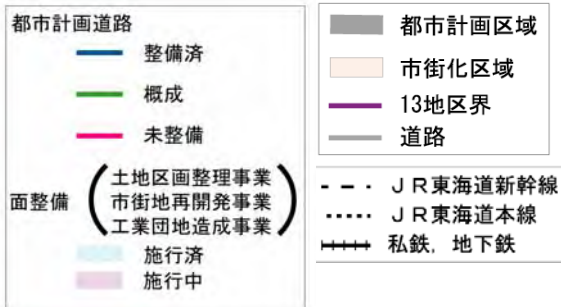 都市計画道路
整備済
概成
未整備
面整備
土地区画整理事業
市街地再開発事業
工業団地造成事業
施行済
施行中
都市計画区域
市街化区域
13地区界
道路
ＪＲ東海道新幹線
ＪＲ東海道本線
私鉄，地下鉄